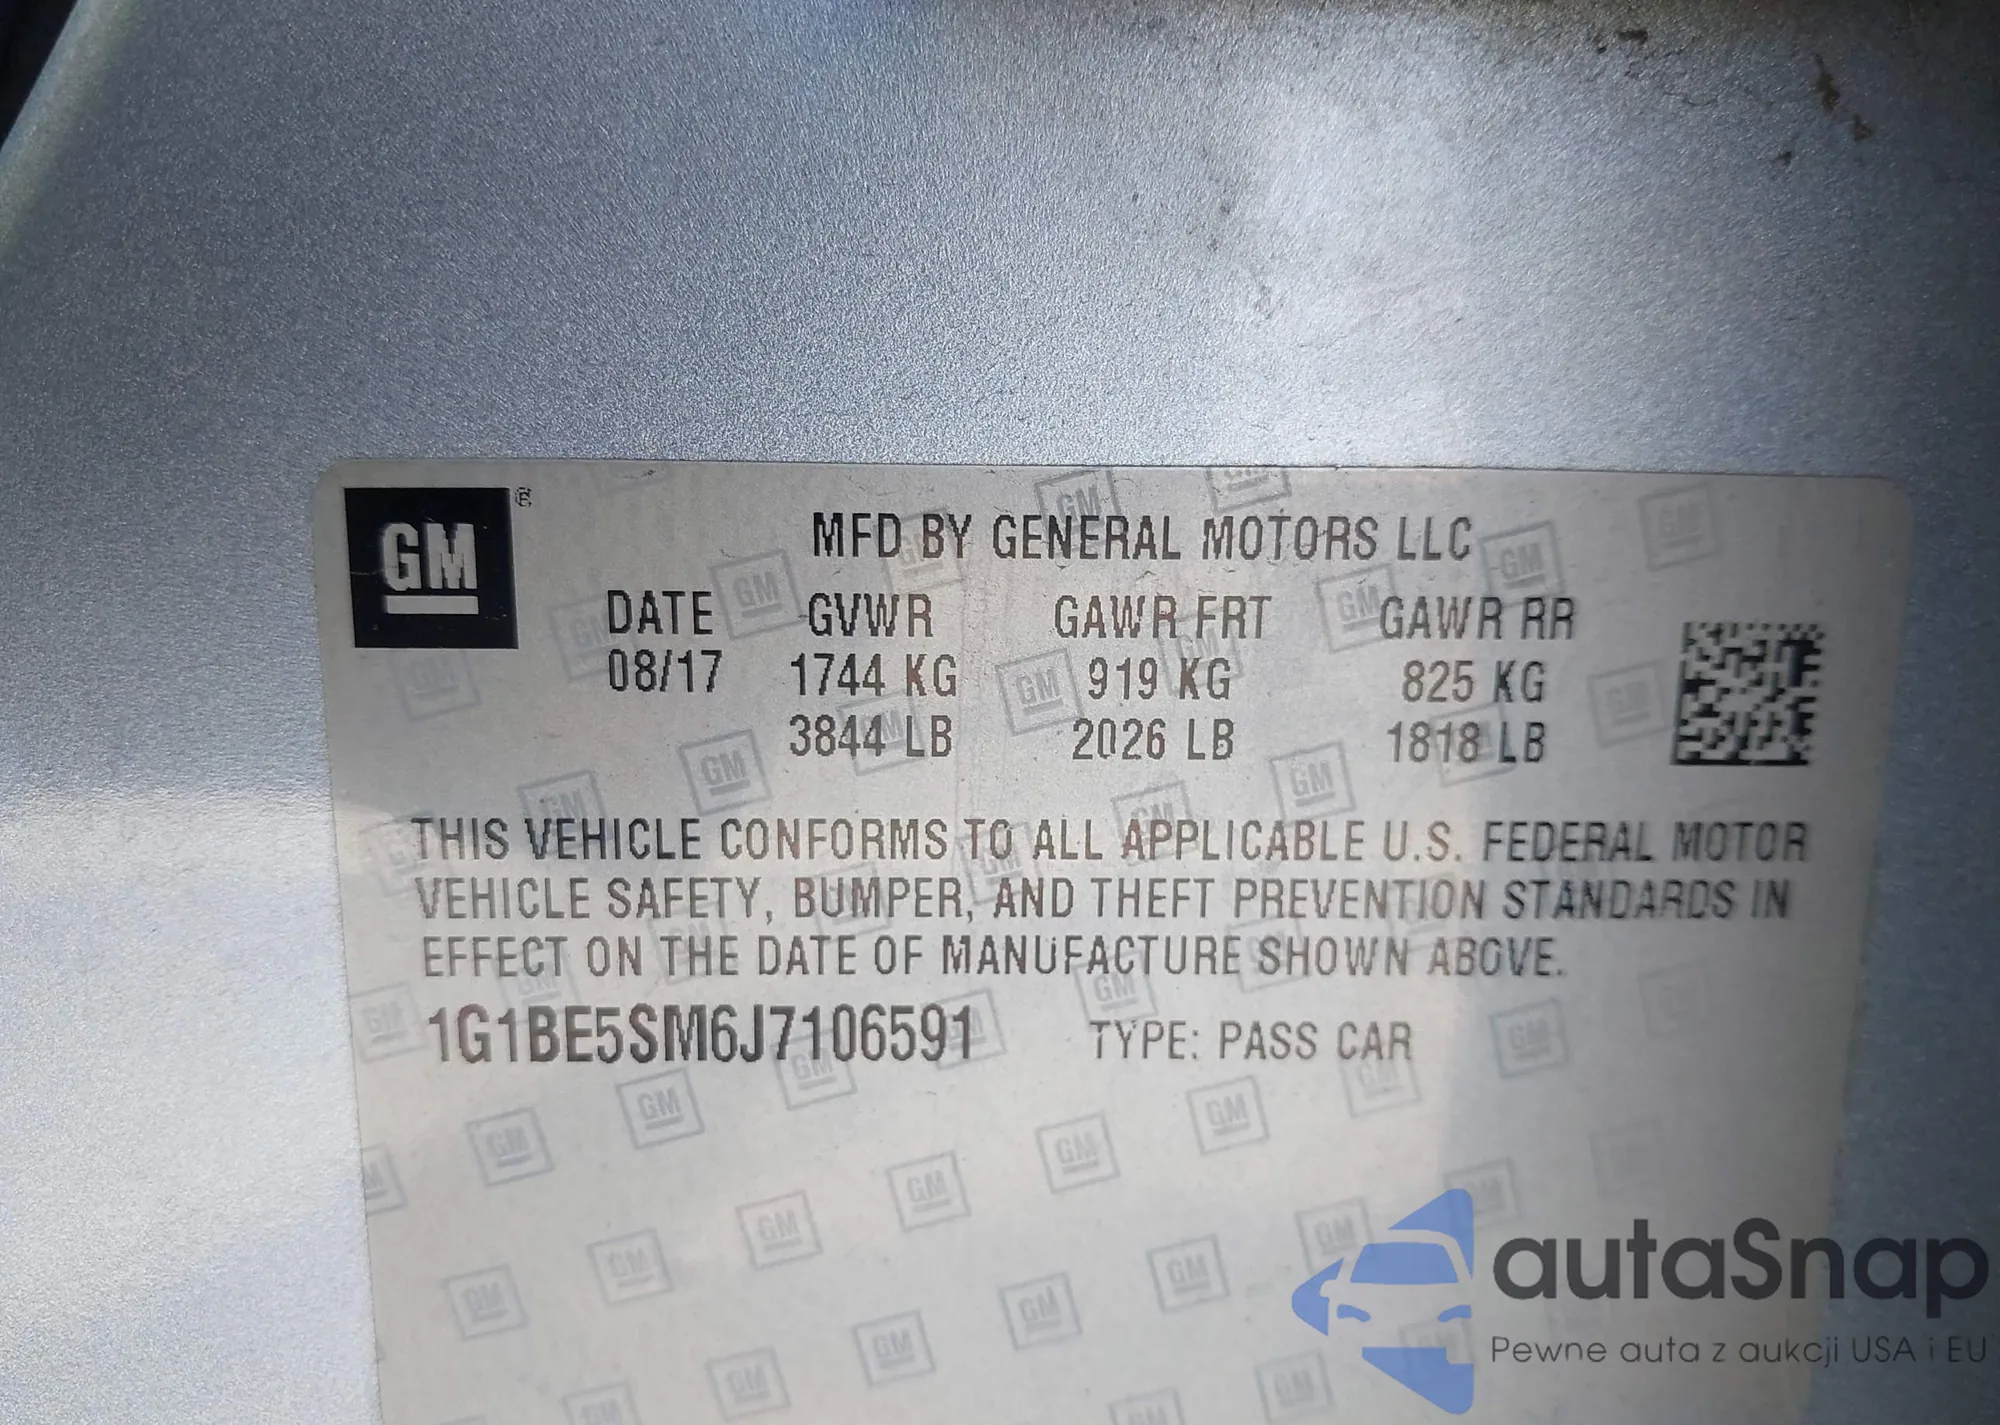 GM
MFD BY GENERAL MOTORS LLC
DATE GVWR GAWR FRT GAWR RR
08/17 1744 KG 919 KG 825 KG
3844 LB 2026 LB 1818 LB
THIS VEHICLE CONFORMS TO ALL APPLICABLE U.S. FEDERAL MOTOR
VEHICLE SAFETY, BUMPER, AND THEFT PREVENTION STANDARDS IN
EFFECT ON THE DATE OF MANUFACTURE SHOWN ABOVE.
1G1BE5SM6J7106591 TYPE: PASS CAR
autaSnap
Pewne auta z aukcji USA i EU